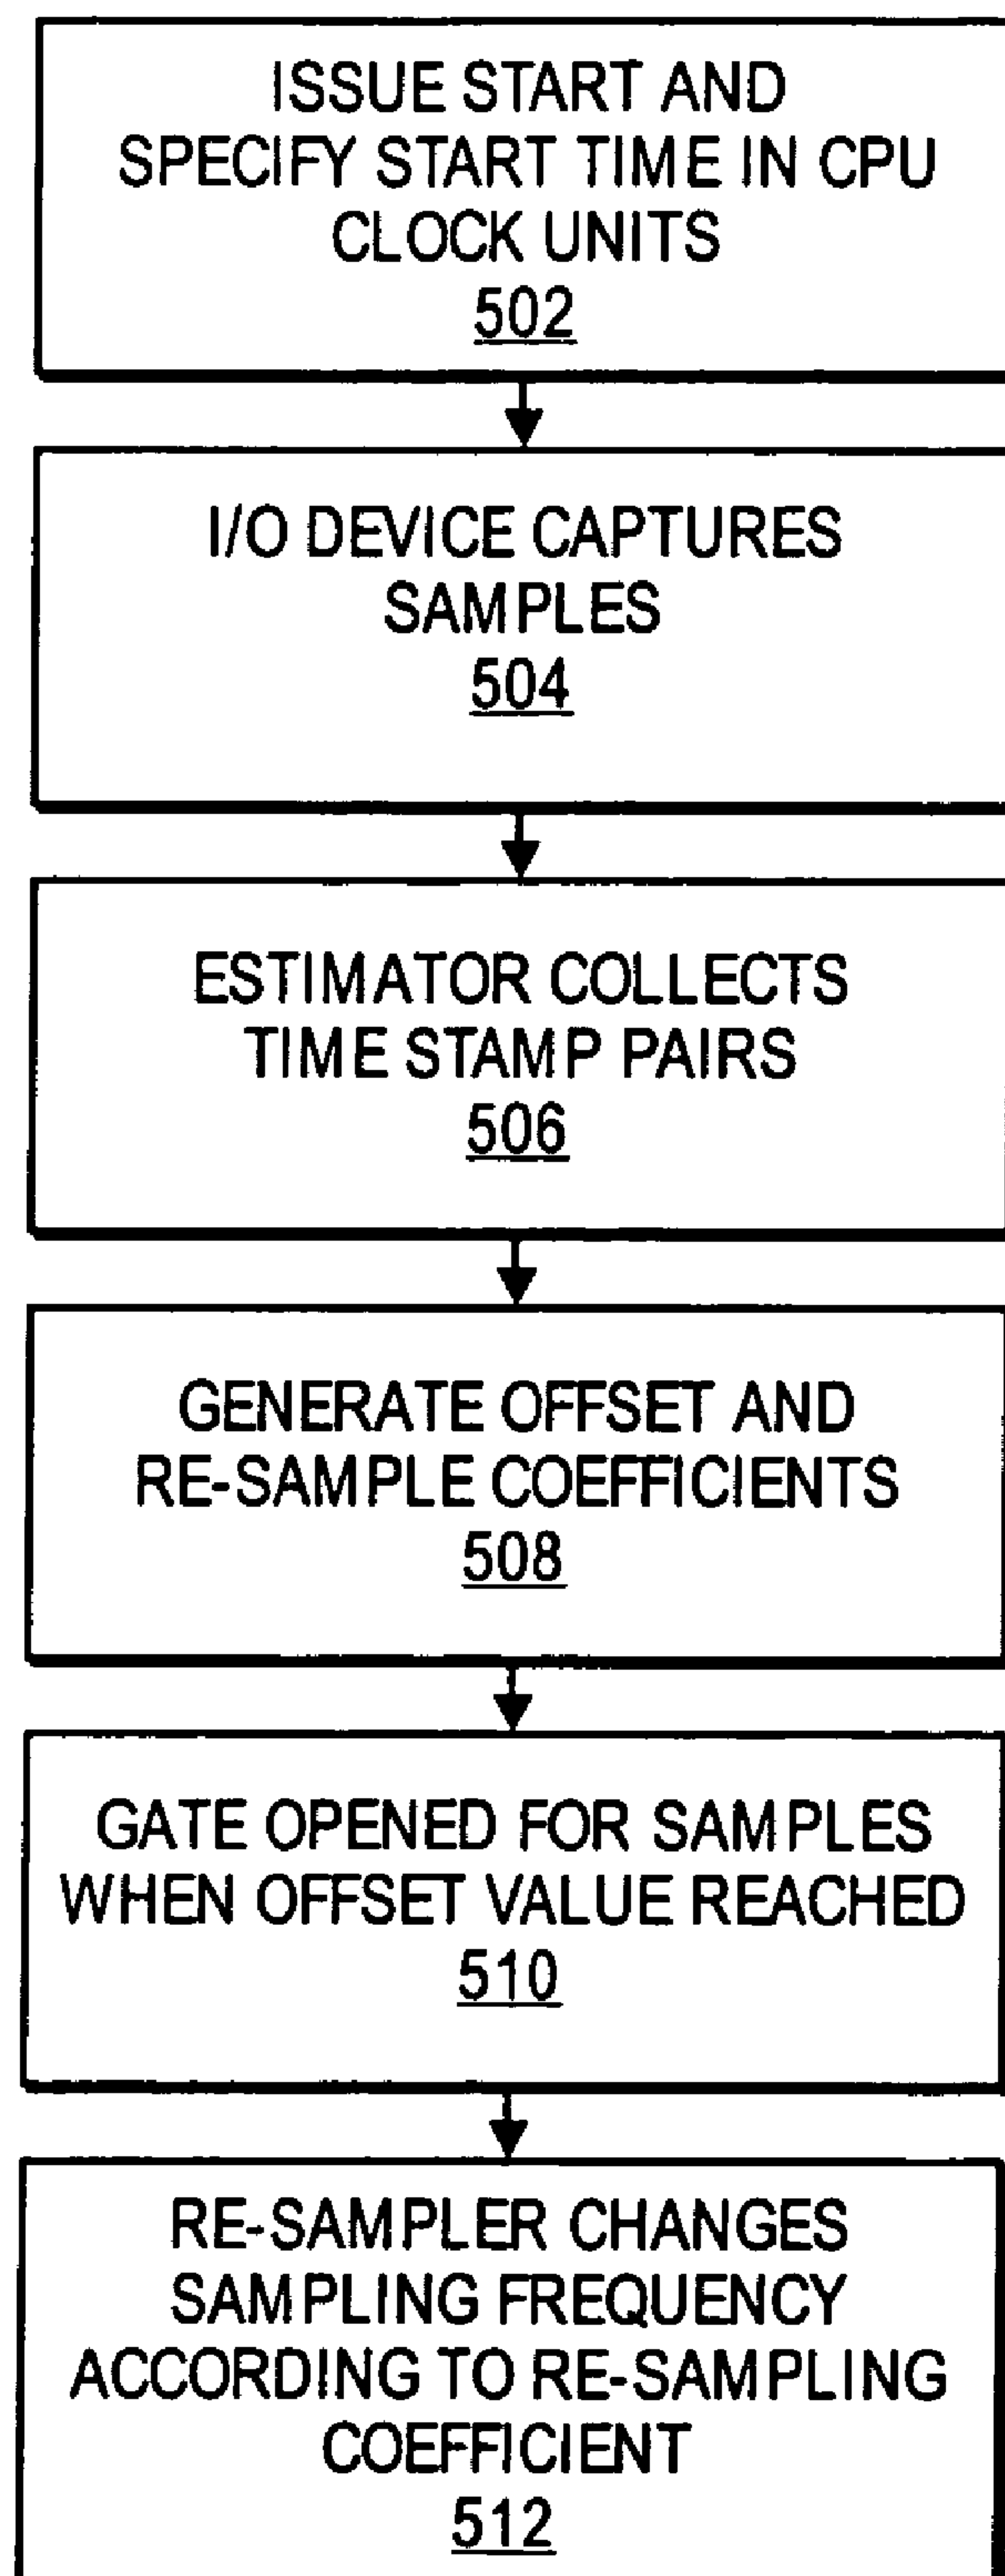 ISSUE START AND
SPECIFY START TIME IN CPU
CLOCK UNITS
502
I/O DEVICE CAPTURES
SAMPLES
504
ESTIMATOR COLLECTS
TIME STAMP PAIRS
506
GENERATE OFFSET AND
RE-SAMPLE COEFFICIENTS
508
GATE OPENED FOR SAMPLES
WHEN OFFSET VALUE REACHED
510
RE-SAMPLER CHANGES
SAMPLING FREQUENCY
ACCORDING TO RE-SAMPLING
COEFFICIENT
512